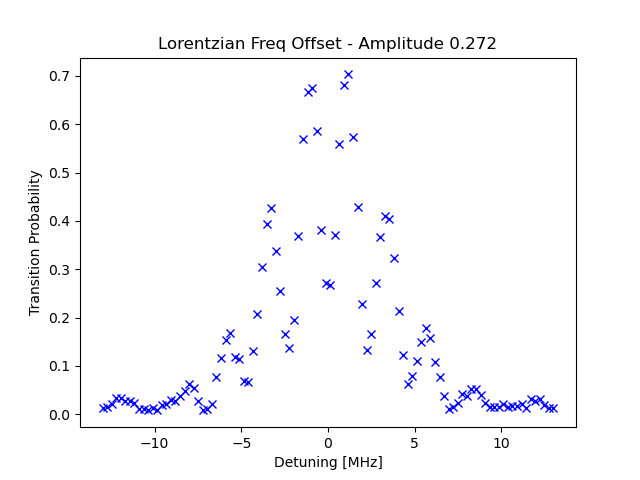 Lorentzian Freq Offset - Amplitude 0.272
Transition Probability
0.7
0.6
0.5
0.4
0.3
0.2
0.1
0.0
−10 −5 0 5 10
Detuning [MHz]